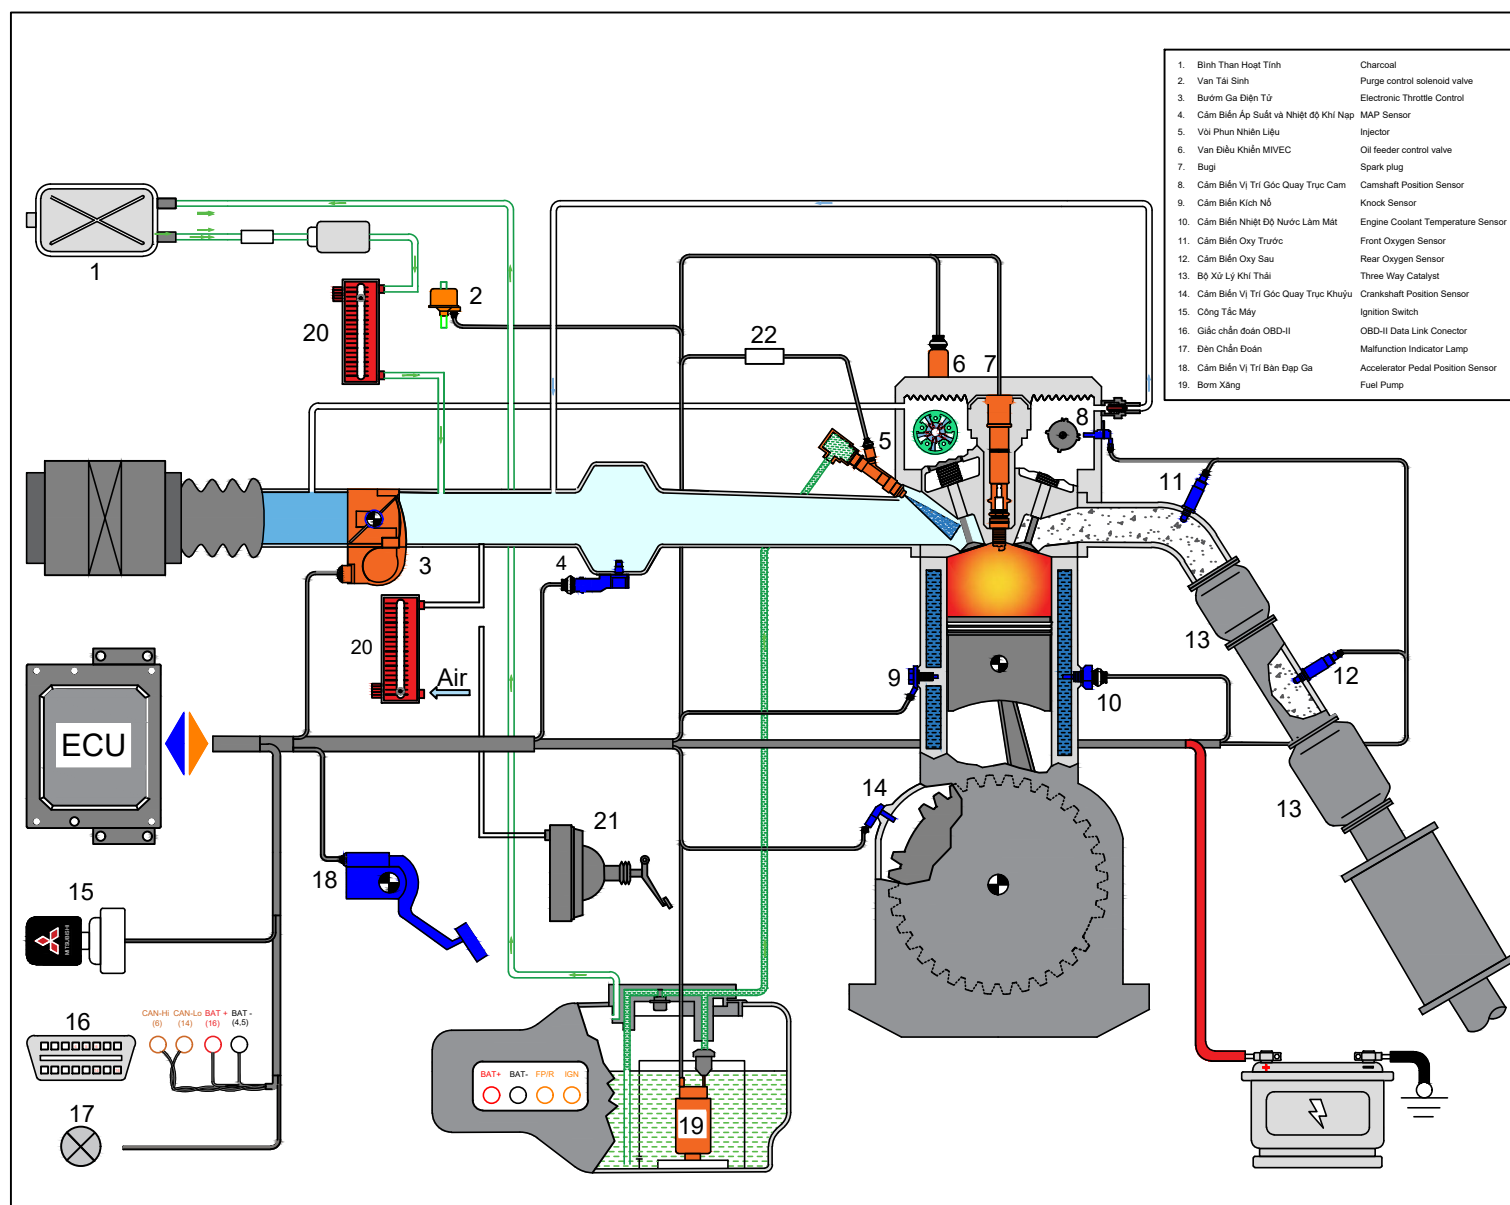 1. Bình Than Hoạt Tính Charcoal
2. Van Tái Sinh Purge control solenoid valve
3. Bướm Ga Điện Tử Electronic Throttle Control
4. Cảm Biến Áp Suất và Nhiệt độ Khí Nạp MAP Sensor
5. Vòi Phun Nhiên Liệu Injector
6. Van Điều Khiển MIVEC Oil feeder control valve
7. Bugi Spark plug
8. Cảm Biến Vị Trí Góc Quay Trục Cam Camshaft Position Sensor
9. Cảm Biến Kích Nổ Knock Sensor
10. Cảm Biến Nhiệt Độ Nước Làm Mát Engine Coolant Temperature Sensor
11. Cảm Biến Oxy Trước Front Oxygen Sensor
12. Cảm Biến Oxy Sau Rear Oxygen Sensor
13. Bộ Xử Lý Khí Thải Three Way Catalyst
14. Cảm Biến Vị Trí Góc Quay Trục Khuỷu Crankshaft Position Sensor
15. Công Tắc Máy Ignition Switch
16. Giắc chẩn đoán OBD-II OBD-II Data Link Conector
17. Đèn Chẩn Đoán Malfunction Indicator Lamp
18. Cảm Biến Vị Trí Bàn Đạp Ga Accelerator Pedal Position Sensor
19. Bơm Xăng Fuel Pump
1
2
20
22
6
7
8
5
11
3
4
20
Air
9
10
12
13
13
ECU
14
21
18
15
MITSUBISHI
16
CAN-Hi (6)
CAN-Lo (14)
BAT + (16)
BAT - (4,5)
17
BAT+ BAT- FP/R IGN
19
+ −